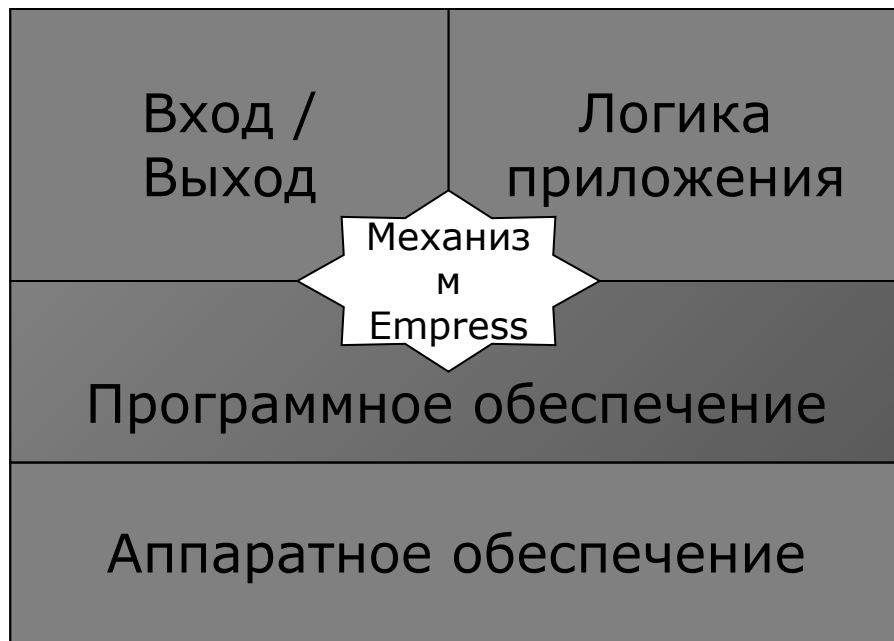 Вход /
Выход
Логика
приложения
Механиз
м
Empress
Программное обеспечение
Аппаратное обеспечение